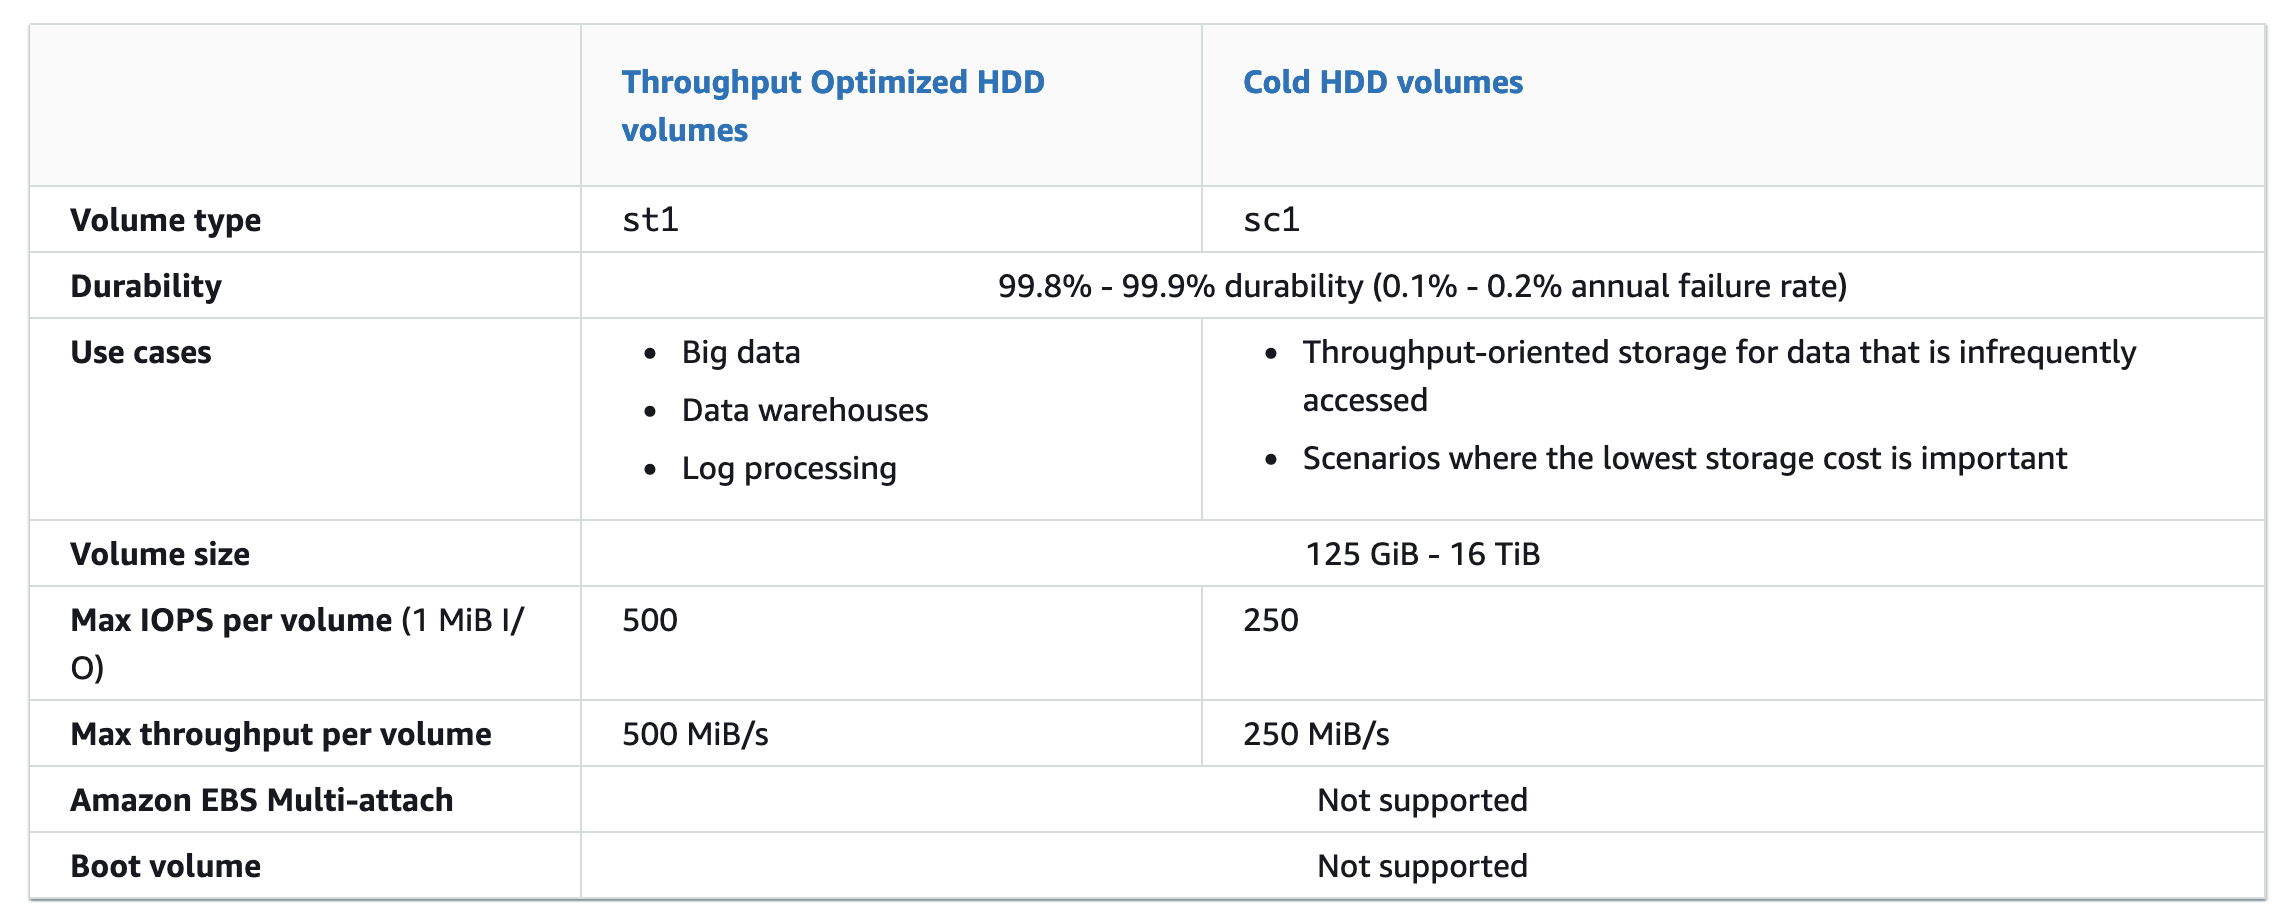 Throughput Optimized HDD
volumes
Cold HDD volumes
Volume type
st1
sc1
Durability
99.8% - 99.9% durability (0.1% - 0.2% annual failure rate)
Use cases
• Big data
• Data warehouses
• Log processing
• Throughput-oriented storage for data that is infrequently
accessed
• Scenarios where the lowest storage cost is important
Volume size
125 GiB - 16 TiB
Max IOPS per volume (1 MiB I/
O)
500
250
Max throughput per volume
500 MiB/s
250 MiB/s
Amazon EBS Multi-attach
Not supported
Boot volume
Not supported